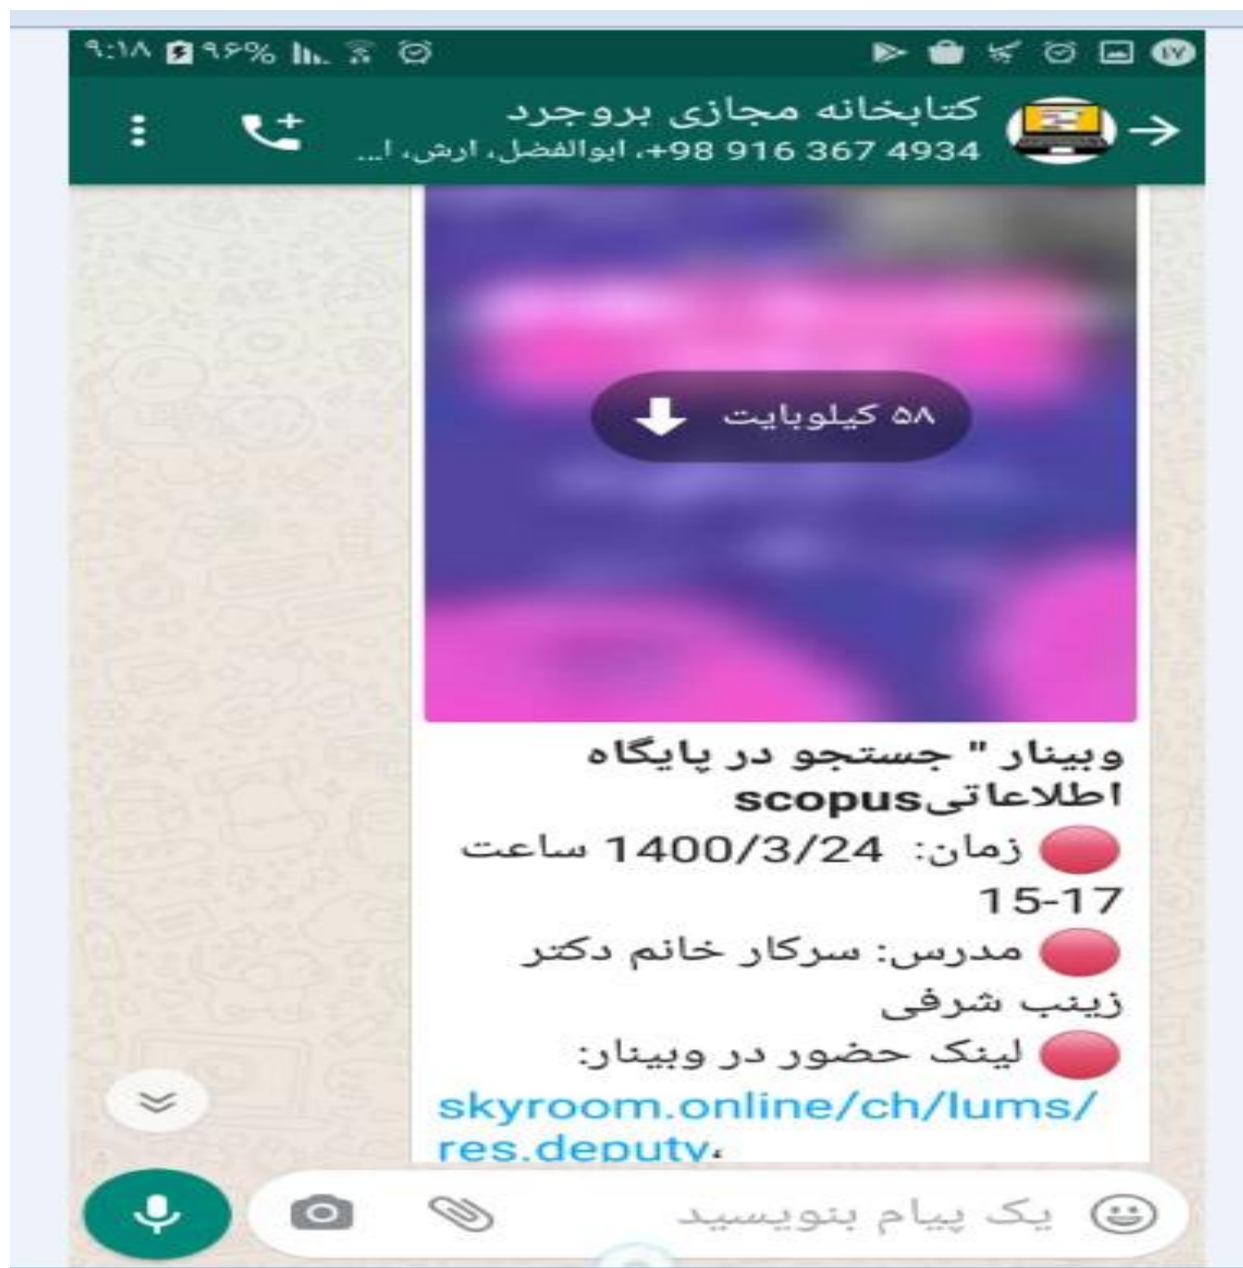 ۹:۱۸ ۹۶% ۴۷
کتابخانه مجازی بروجرد
+98 916 367 4934، ابوالفضل، ارش، ا...
۵۸ کیلوبایت
وبینار " جستجو در پایگاه
اطلاعاتیscopus
🔴 زمان: 1400/3/24 ساعت
15-17
🔴 مدرس: سرکار خانم دکتر
زینب شرفی
🔴 لینک حضور در وبینار:
skyroom.online/ch/lums/
res.deputy،
یک پیام بنویسید